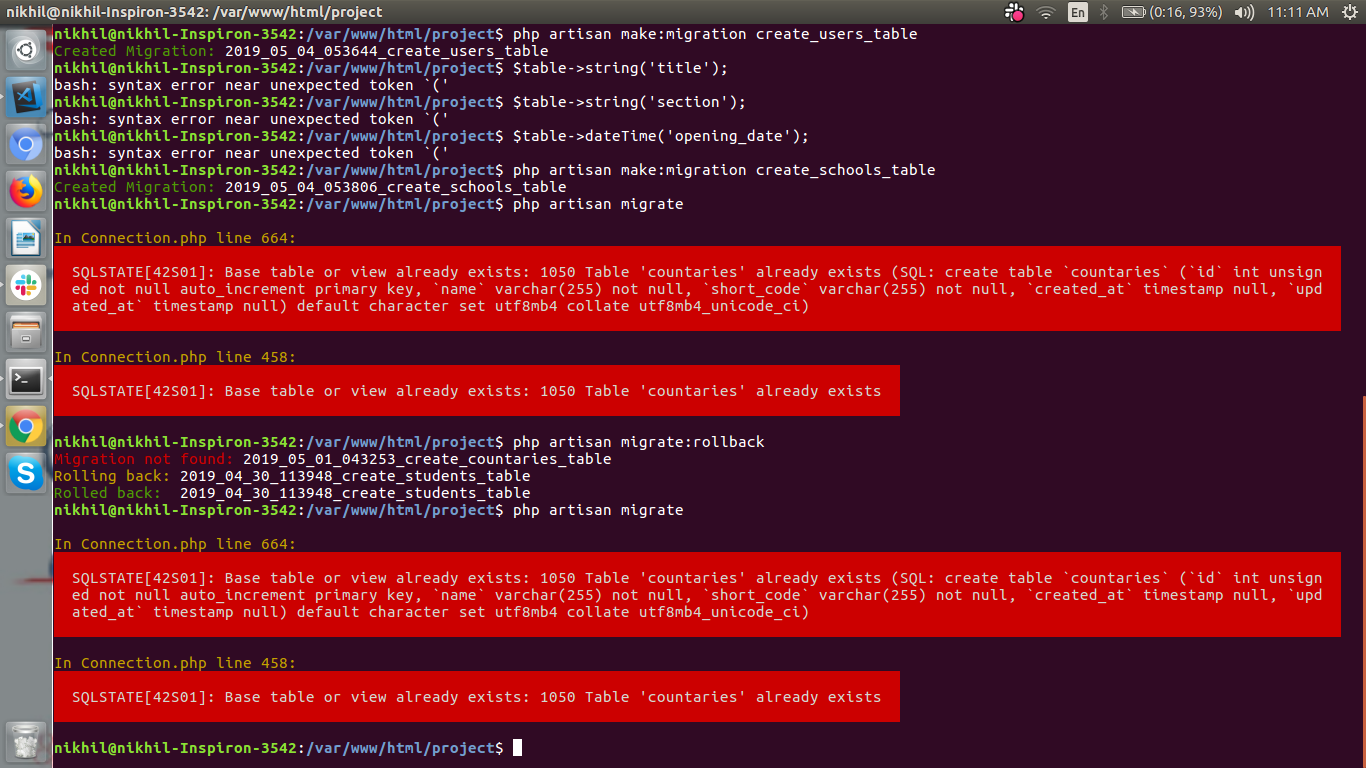 nikhil@nikhil-Inspiron-3542: /var/www/html/project
En
(0:16, 93%)
11:11 AM
nikhil@nikhil-Inspiron-3542:/var/www/html/project$ php artisan make:migration create_users_table
Created Migration: 2019_05_04_053644_create_users_table
nikhil@nikhil-Inspiron-3542:/var/www/html/project$ $table->string('title');
bash: syntax error near unexpected token `('
nikhil@nikhil-Inspiron-3542:/var/www/html/project$ $table->string('section');
bash: syntax error near unexpected token `('
nikhil@nikhil-Inspiron-3542:/var/www/html/project$ $table->dateTime('opening_date');
bash: syntax error near unexpected token `('
nikhil@nikhil-Inspiron-3542:/var/www/html/project$ php artisan make:migration create_schools_table
Created Migration: 2019_05_04_053806_create_schools_table
nikhil@nikhil-Inspiron-3542:/var/www/html/project$ php artisan migrate
In Connection.php line 664:
SQLSTATE[42S01]: Base table or view already exists: 1050 Table 'countaries' already exists (SQL: create table `countaries` (`id` int unsign
ed not null auto_increment primary key, `name` varchar(255) not null, `short_code` varchar(255) not null, `created_at` timestamp null, `upd
ated_at` timestamp null) default character set utf8mb4 collate utf8mb4_unicode_ci)
In Connection.php line 458:
SQLSTATE[42S01]: Base table or view already exists: 1050 Table 'countaries' already exists
nikhil@nikhil-Inspiron-3542:/var/www/html/project$ php artisan migrate:rollback
Migration not found: 2019_05_01_043253_create_countaries_table
Rolling back: 2019_04_30_113948_create_students_table
Rolled back:  2019_04_30_113948_create_students_table
nikhil@nikhil-Inspiron-3542:/var/www/html/project$ php artisan migrate
In Connection.php line 664:
SQLSTATE[42S01]: Base table or view already exists: 1050 Table 'countaries' already exists (SQL: create table `countaries` (`id` int unsign
ed not null auto_increment primary key, `name` varchar(255) not null, `short_code` varchar(255) not null, `created_at` timestamp null, `upd
ated_at` timestamp null) default character set utf8mb4 collate utf8mb4_unicode_ci)
In Connection.php line 458:
SQLSTATE[42S01]: Base table or view already exists: 1050 Table 'countaries' already exists
nikhil@nikhil-Inspiron-3542:/var/www/html/project$